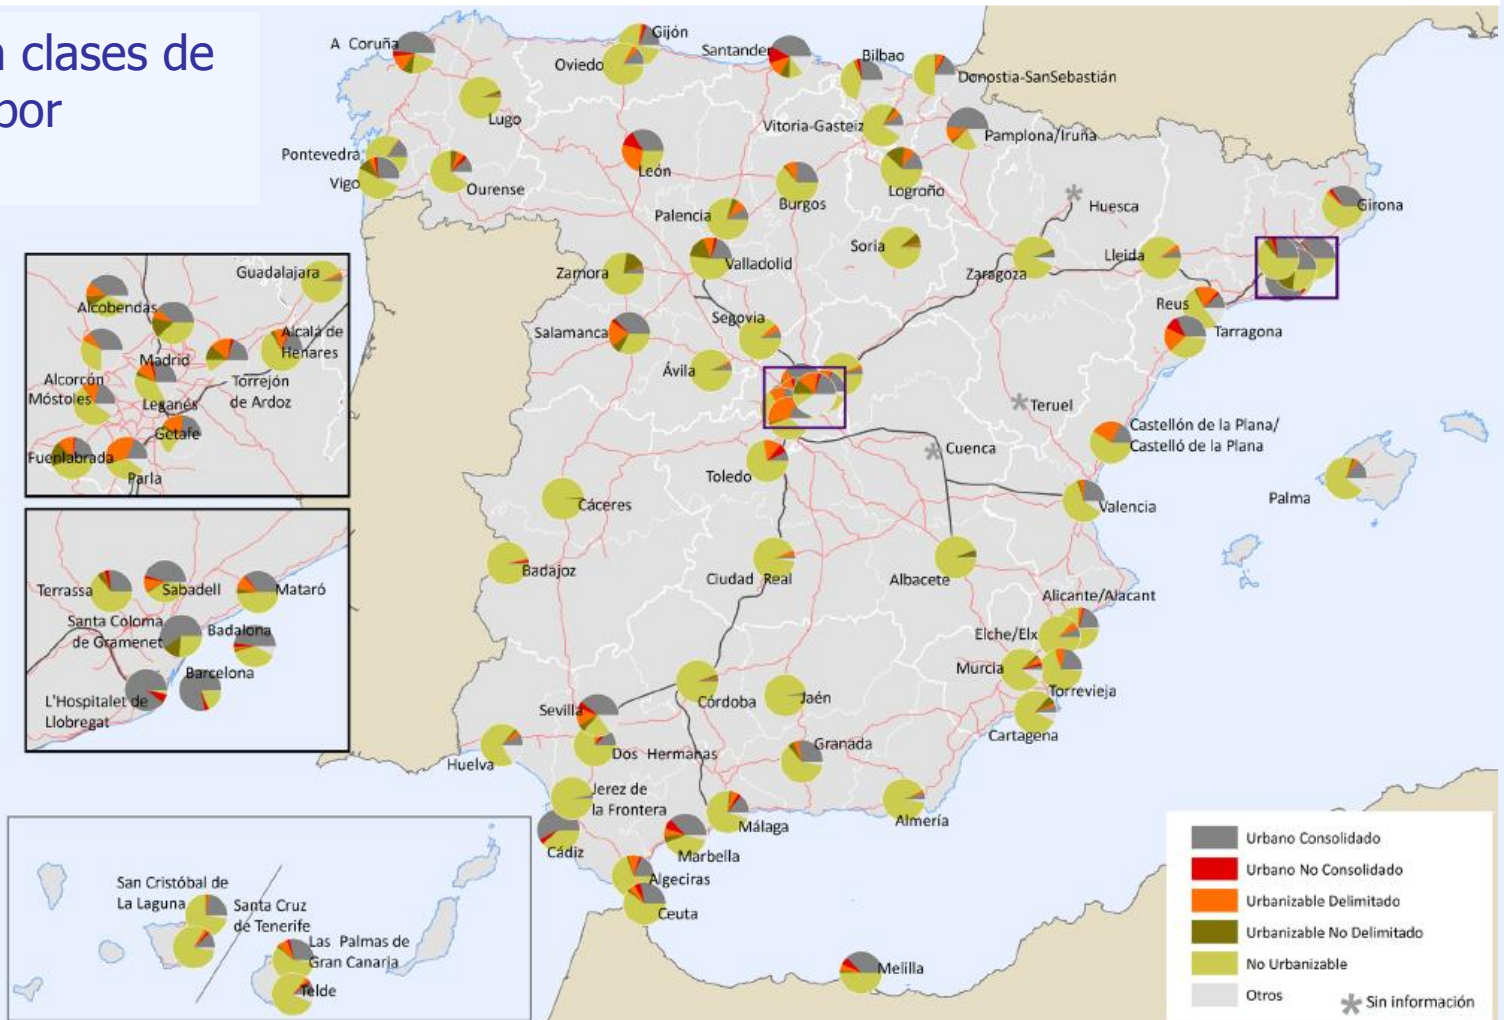 n clases de
por
A Coruña
Gijón
Santander
Bilbao
Oviedo
Donostia-SanSebastián
Lugo
Vitoria-Gasteiz
Pamplona/Iruña
Pontevedra
León
Vigo
Ourense
Logroño
Burgos
Huesca
Girona
Palencia
Soria
Zaragoza
Lleida
Valladolid
Zamora
Reus
Segovia
Tarragona
Salamanca
Ávila
Teruel
Castellón de la Plana/
Castelló de la Plana
Cuenca
Toledo
Palma
Cáceres
Valencia
Badajoz
Ciudad Real
Albacete
Alicante/Alacant
Elche/Elx
Murcia
Torrevieja
Córdoba
Jaén
Sevilla
Cartagena
Granada
Dos Hermanas
Huelva
Jerez de
la Frontera
Málaga
Almería
Cádiz
Marbella
Algeciras
Ceuta
Melilla
Guadalajara
Alcobendas
Alcalá de
Henares
Madrid
Alcorcón
Torrejón
de Ardoz
Móstoles
Leganés
Getafe
Fuenlabrada
Parla
Terrassa
Sabadell
Mataró
Santa Coloma
de Gramenet
Badalona
Barcelona
L'Hospitalet de
Llobregat
San Cristóbal de
La Laguna
Santa Cruz
de Tenerife
Las Palmas de
Gran Canaria
Telde
Urbano Consolidado
Urbano No Consolidado
Urbanizable Delimitado
Urbanizable No Delimitado
No Urbanizable
Otros
Sin información